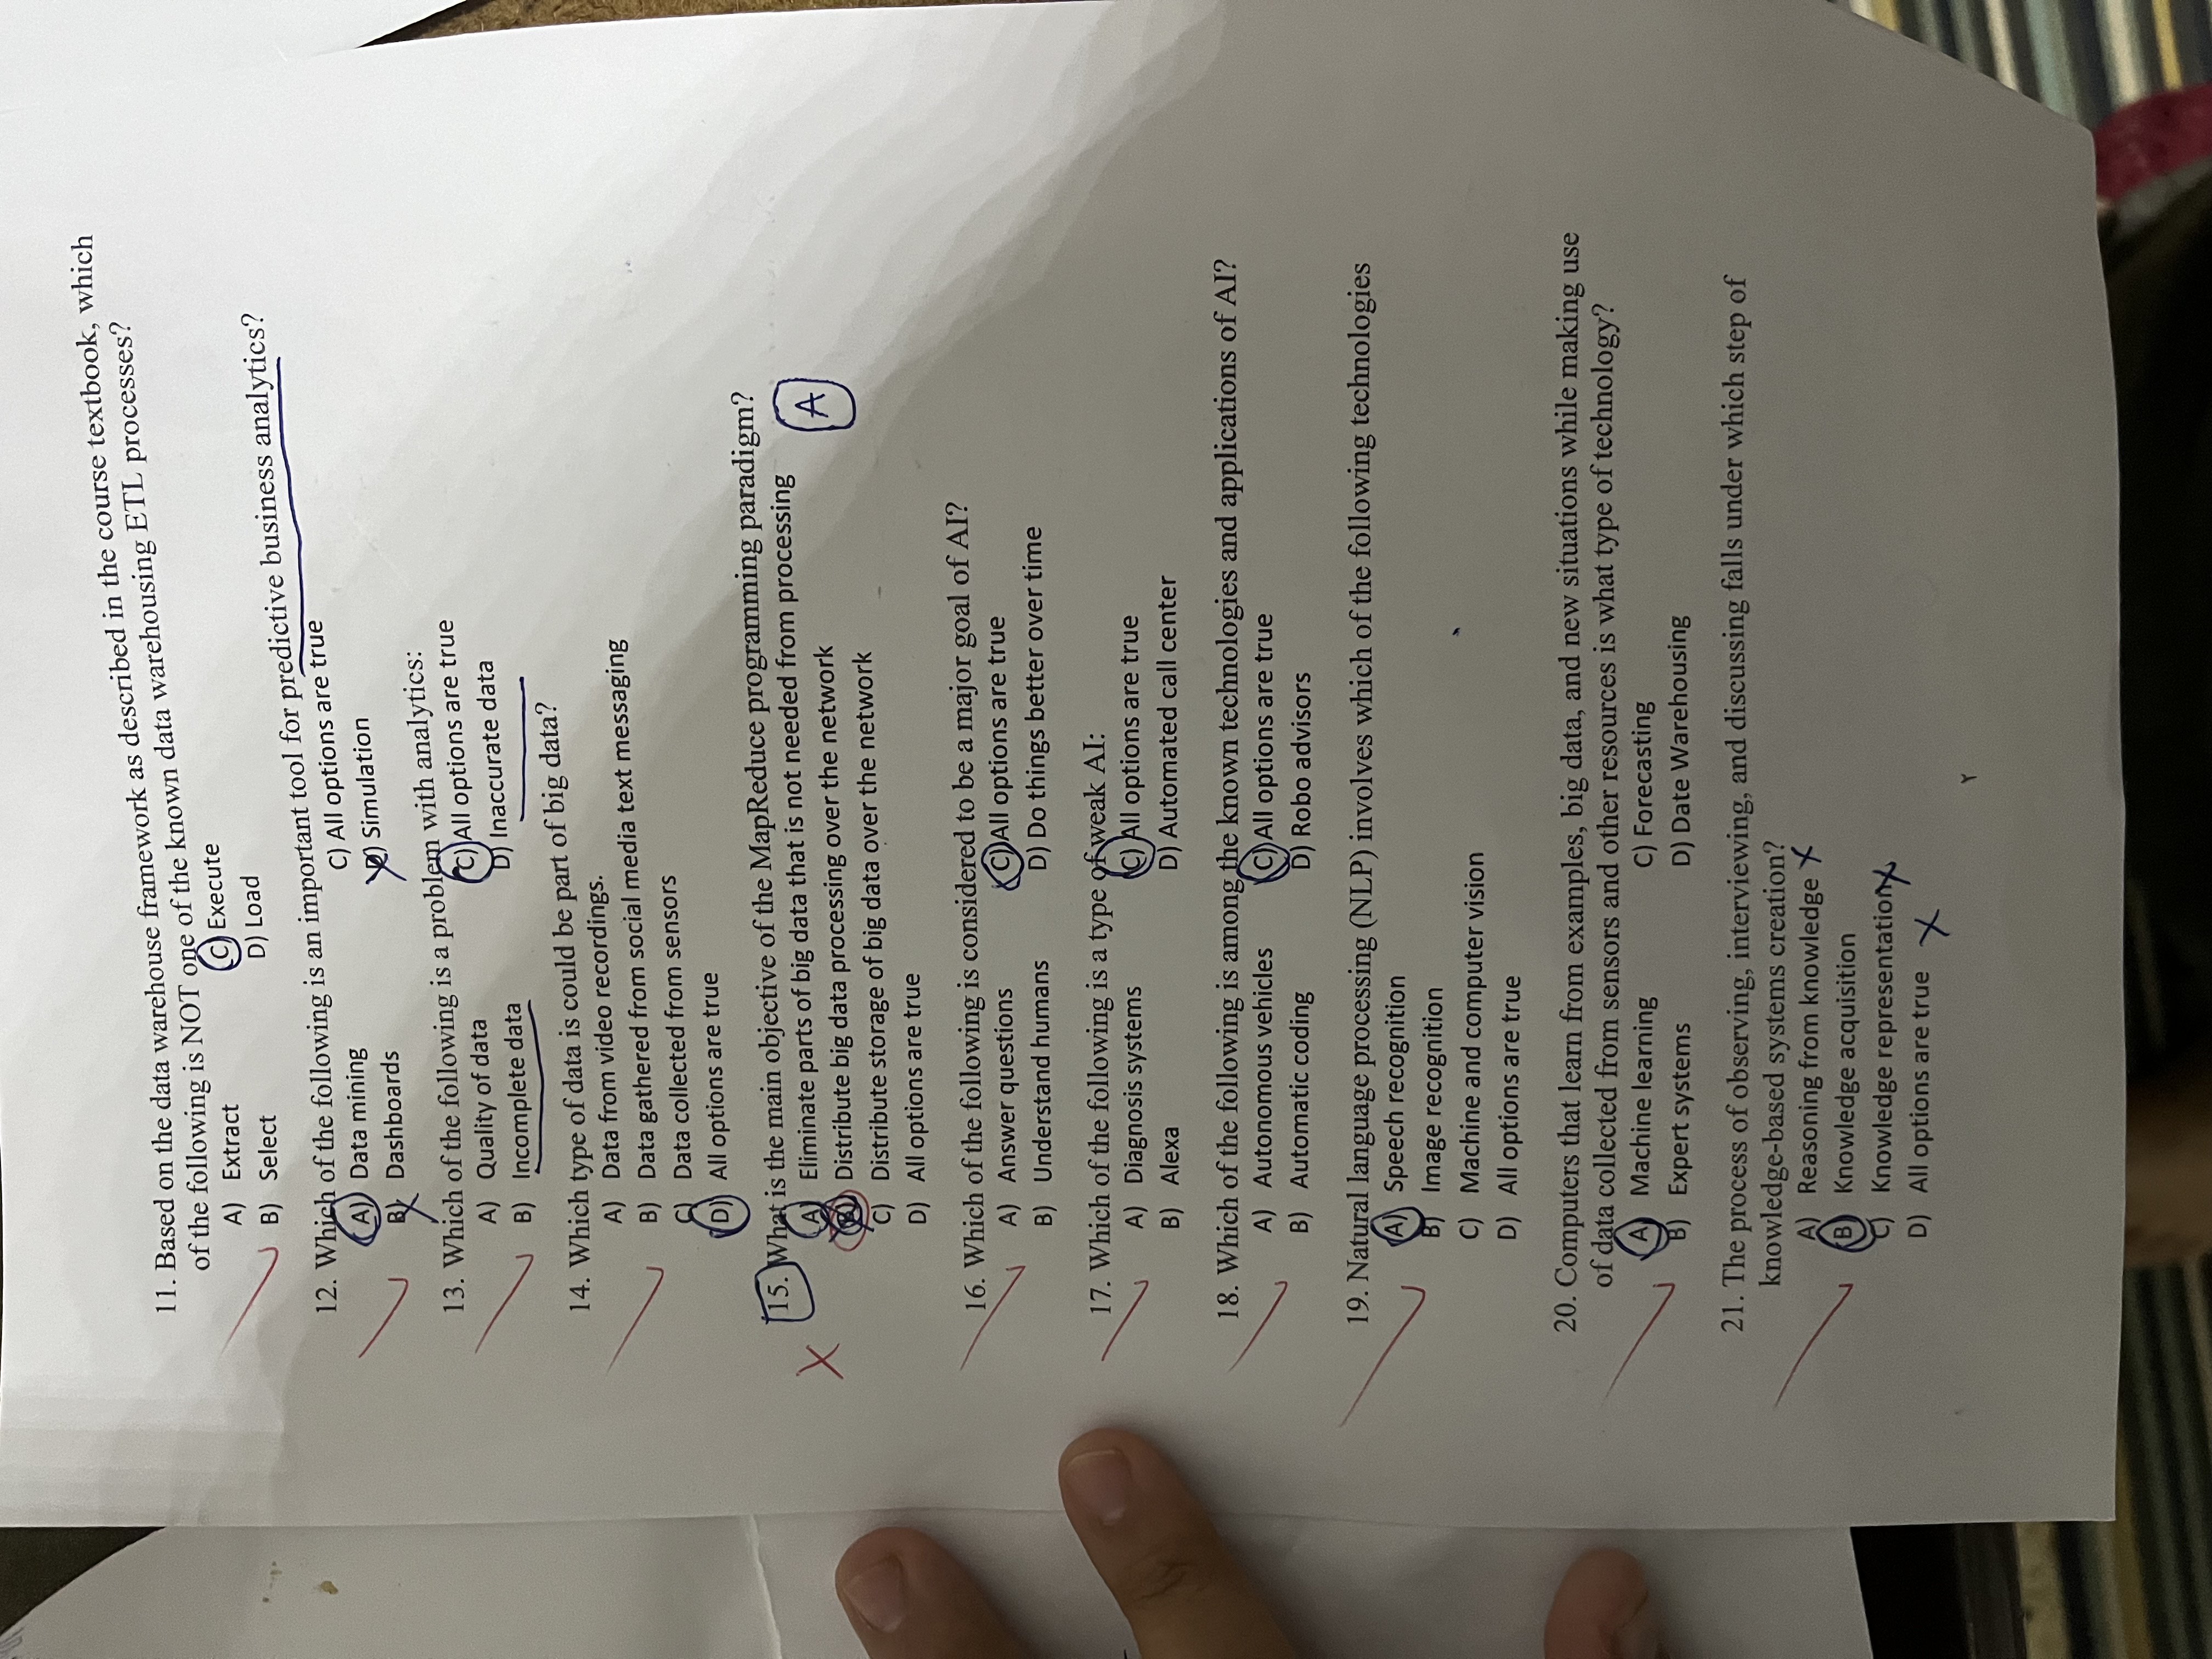 11. Based on the data warehouse framework as described in the course textbook, which
of the following is NOT one of the known data warehousing ETL processes?
A) Extract C) Execute
B) Select D) Load
12. Which of the following is an important tool for predictive business analytics?
A) Data mining C) All options are true
B) Dashboards D) Simulation
13. Which of the following is a problem with analytics:
A) Quality of data C) All options are true
B) Incomplete data D) Inaccurate data
14. Which type of data is could be part of big data?
A) Data from video recordings.
B) Data gathered from social media text messaging
C) Data collected from sensors
D) All options are true
15. What is the main objective of the MapReduce programming paradigm?
A) Eliminate parts of big data that is not needed from processing
A
B) Distribute big data processing over the network
C) Distribute storage of big data over the network
D) All options are true
16. Which of the following is considered to be a major goal of AI?
A) Answer questions C) All options are true
B) Understand humans D) Do things better over time
17. Which of the following is a type of weak AI:
A) Diagnosis systems C) All options are true
B) Alexa D) Automated call center
18. Which of the following is among the known technologies and applications of AI?
A) Autonomous vehicles C) All options are true
B) Automatic coding D) Robo advisors
19. Natural language processing (NLP) involves which of the following technologies
A) Speech recognition
B) Image recognition
C) Machine and computer vision
D) All options are true
20. Computers that learn from examples, big data, and new situations while making use
of data collected from sensors and other resources is what type of technology?
A) Machine learning C) Forecasting
B) Expert systems D) Date Warehousing
21. The process of observing, interviewing, and discussing falls under which step of
knowledge-based systems creation?
A) Reasoning from knowledge
B) Knowledge acquisition
C) Knowledge representation
D) All options are true
٢